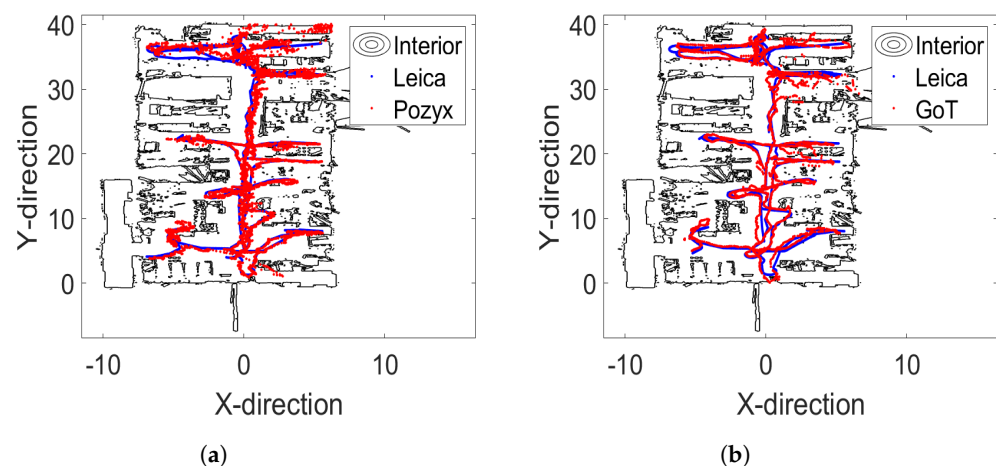 40
30
20
10
0
-10 0 10
Y-direction
X-direction
Interior
Leica
Pozyx
(a)
40
30
20
10
0
-10 0 10
Y-direction
X-direction
Interior
Leica
GoT
(b)